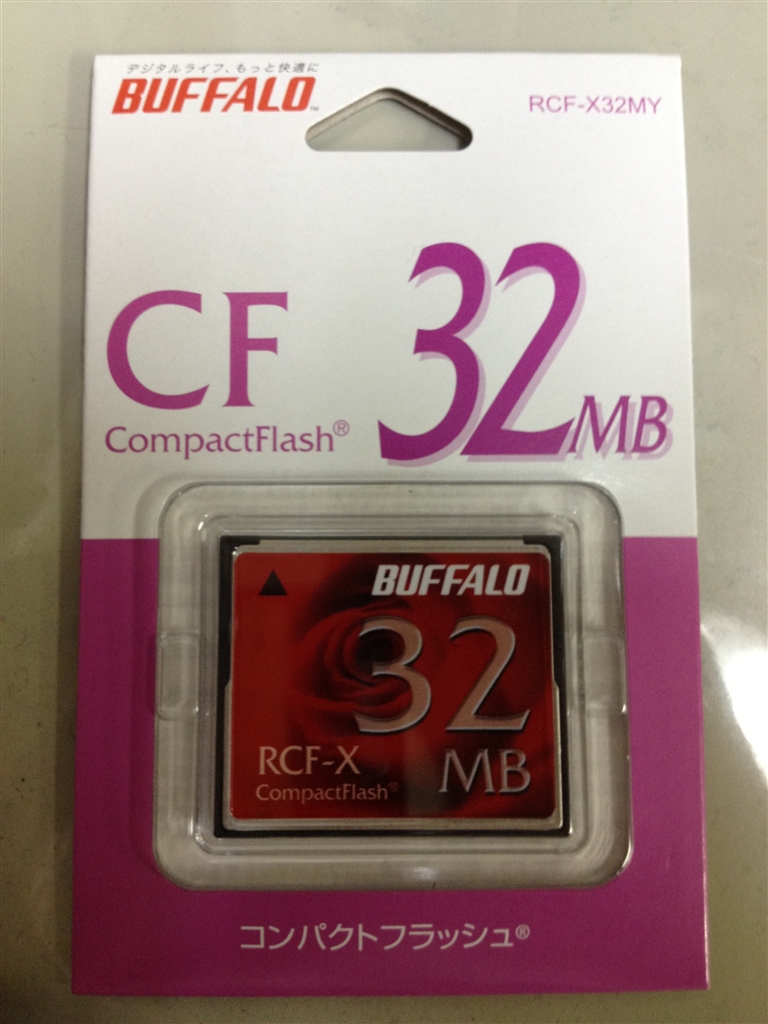 デジタルライフ、もっと快適に
BUFFALO™
RCF-X32MY
CF
CompactFlash®
32MB
BUFFALO
32
MB
RCF-X
CompactFlash®
コンパクトフラッシュ®